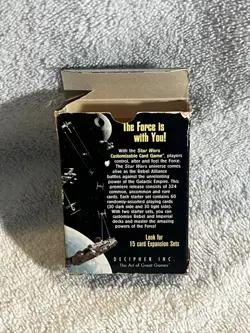 The Force is
with You!
With the Star Wars
Customizable Card Game™, players
control, alter and feel the Force.
The Star Wars universe comes
alive as the Rebel Alliance
battles against the unrelenting power
of the Galactic Empire. This
premiere release consists of 324
common, uncommon and rare
cards. Each starter set contains 60
randomly-assorted playing cards
(30 dark side and 30 light side).
With two starter sets, you can
customize Rebel and Imperial
decks and master the amazing
powers of the Force!
Look for
15 card Expansion Sets
DECIPHER INC.
The Art of Great Games™